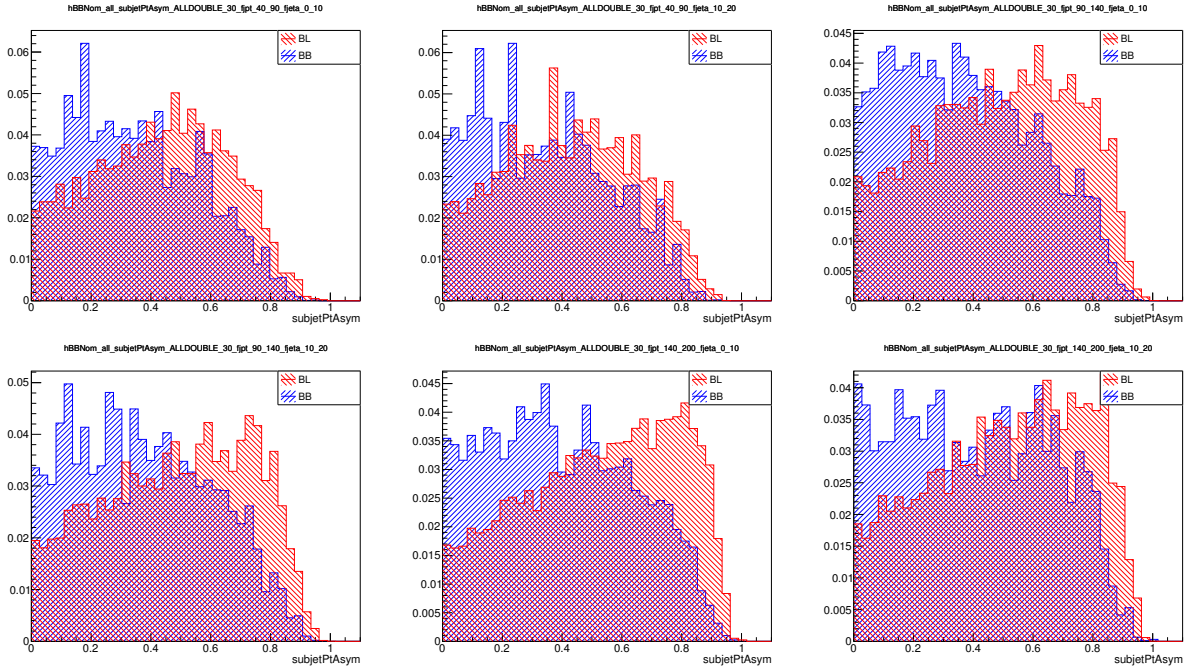 hBBNom_all_subjetPtAsym_ALLDOUBLE_30_fjpt_40_90_fjeta_0_10
BL
BB
0.06
0.05
0.04
0.03
0.02
0.01
0
0 0.2 0.4 0.6 0.8 1
subjetPtAsym
hBBNom_all_subjetPtAsym_ALLDOUBLE_30_fjpt_40_90_fjeta_10_20
BL
BB
0.06
0.05
0.04
0.03
0.02
0.01
0
0 0.2 0.4 0.6 0.8 1
subjetPtAsym
hBBNom_all_subjetPtAsym_ALLDOUBLE_30_fjpt_90_140_fjeta_0_10
BL
BB
0.045
0.04
0.035
0.03
0.025
0.02
0.015
0.01
0.005
0
0 0.2 0.4 0.6 0.8 1
subjetPtAsym
hBBNom_all_subjetPtAsym_ALLDOUBLE_30_fjpt_90_140_fjeta_10_20
BL
BB
0.05
0.04
0.03
0.02
0.01
0
0 0.2 0.4 0.6 0.8 1
subjetPtAsym
hBBNom_all_subjetPtAsym_ALLDOUBLE_30_fjpt_140_200_fjeta_0_10
BL
BB
0.045
0.04
0.035
0.03
0.025
0.02
0.015
0.01
0.005
0
0 0.2 0.4 0.6 0.8 1
subjetPtAsym
hBBNom_all_subjetPtAsym_ALLDOUBLE_30_fjpt_140_200_fjeta_10_20
BL
BB
0.04
0.035
0.03
0.025
0.02
0.015
0.01
0.005
0
0 0.2 0.4 0.6 0.8 1
subjetPtAsym